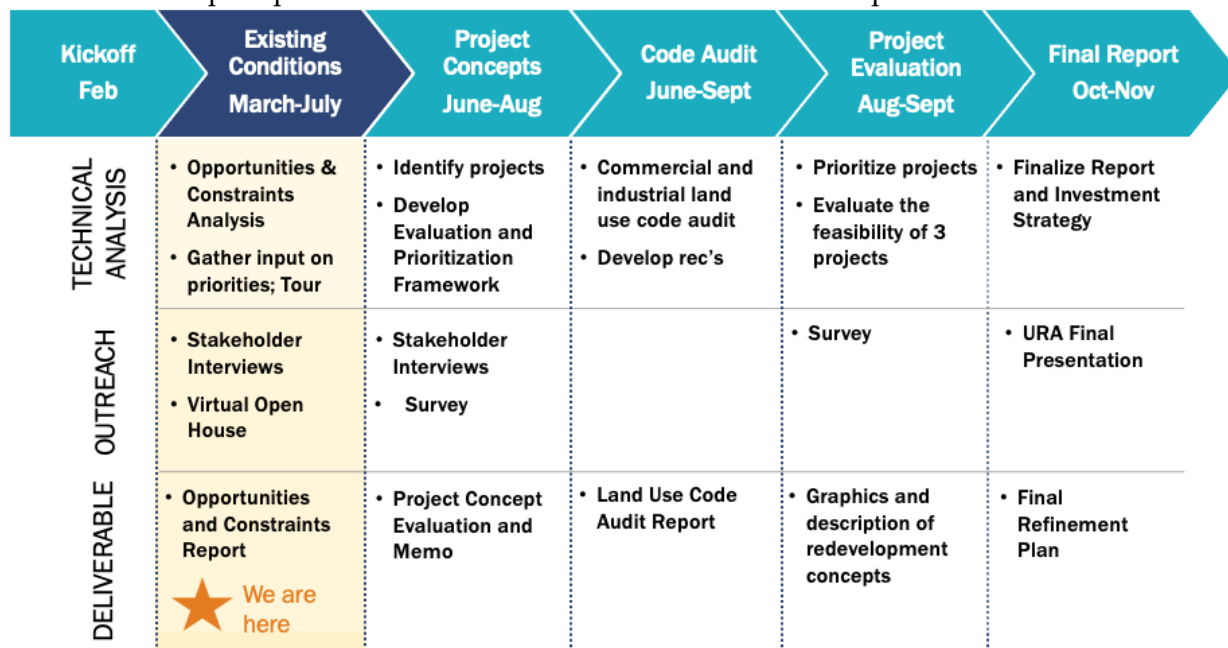 Kickoff
Feb
Existing
Conditions
March-July
Project
Concepts
June-Aug
Code Audit
June-Sept
Project
Evaluation
Aug-Sept
Final Report
Oct-Nov
TECHNICAL
ANALYSIS
• Opportunities &
Constraints
Analysis
• Gather input on
priorities; Tour
• Identify projects
• Develop
Evaluation and
Prioritization
Framework
• Commercial and
industrial land
use code audit
• Develop rec's
• Prioritize projects
• Evaluate the
feasibility of 3
projects
• Finalize Report
and Investment
Strategy
OUTREACH
• Stakeholder
Interviews
• Virtual Open
House
• Stakeholder
Interviews
• Survey
• Survey
• URA Final
Presentation
DELIVERABLE
• Opportunities
and Constraints
Report
We are
here
• Project Concept
Evaluation and
Memo
• Land Use Code
Audit Report
• Graphics and
description of
redevelopment
concepts
• Final
Refinement
Plan